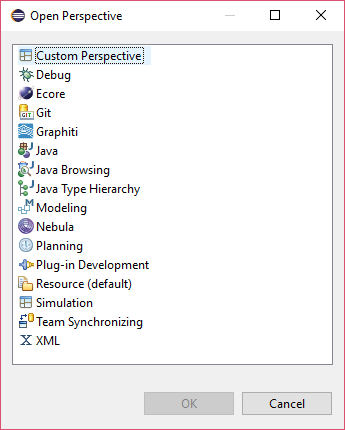 Open Perspective
Custom Perspective
Debug
Ecore
GIT Git
Graphiti
Java
Java Browsing
Java Type Hierarchy
Modeling
Nebula
Planning
Plug-in Development
Resource (default)
Simulation
Team Synchronizing
XML
OK
Cancel